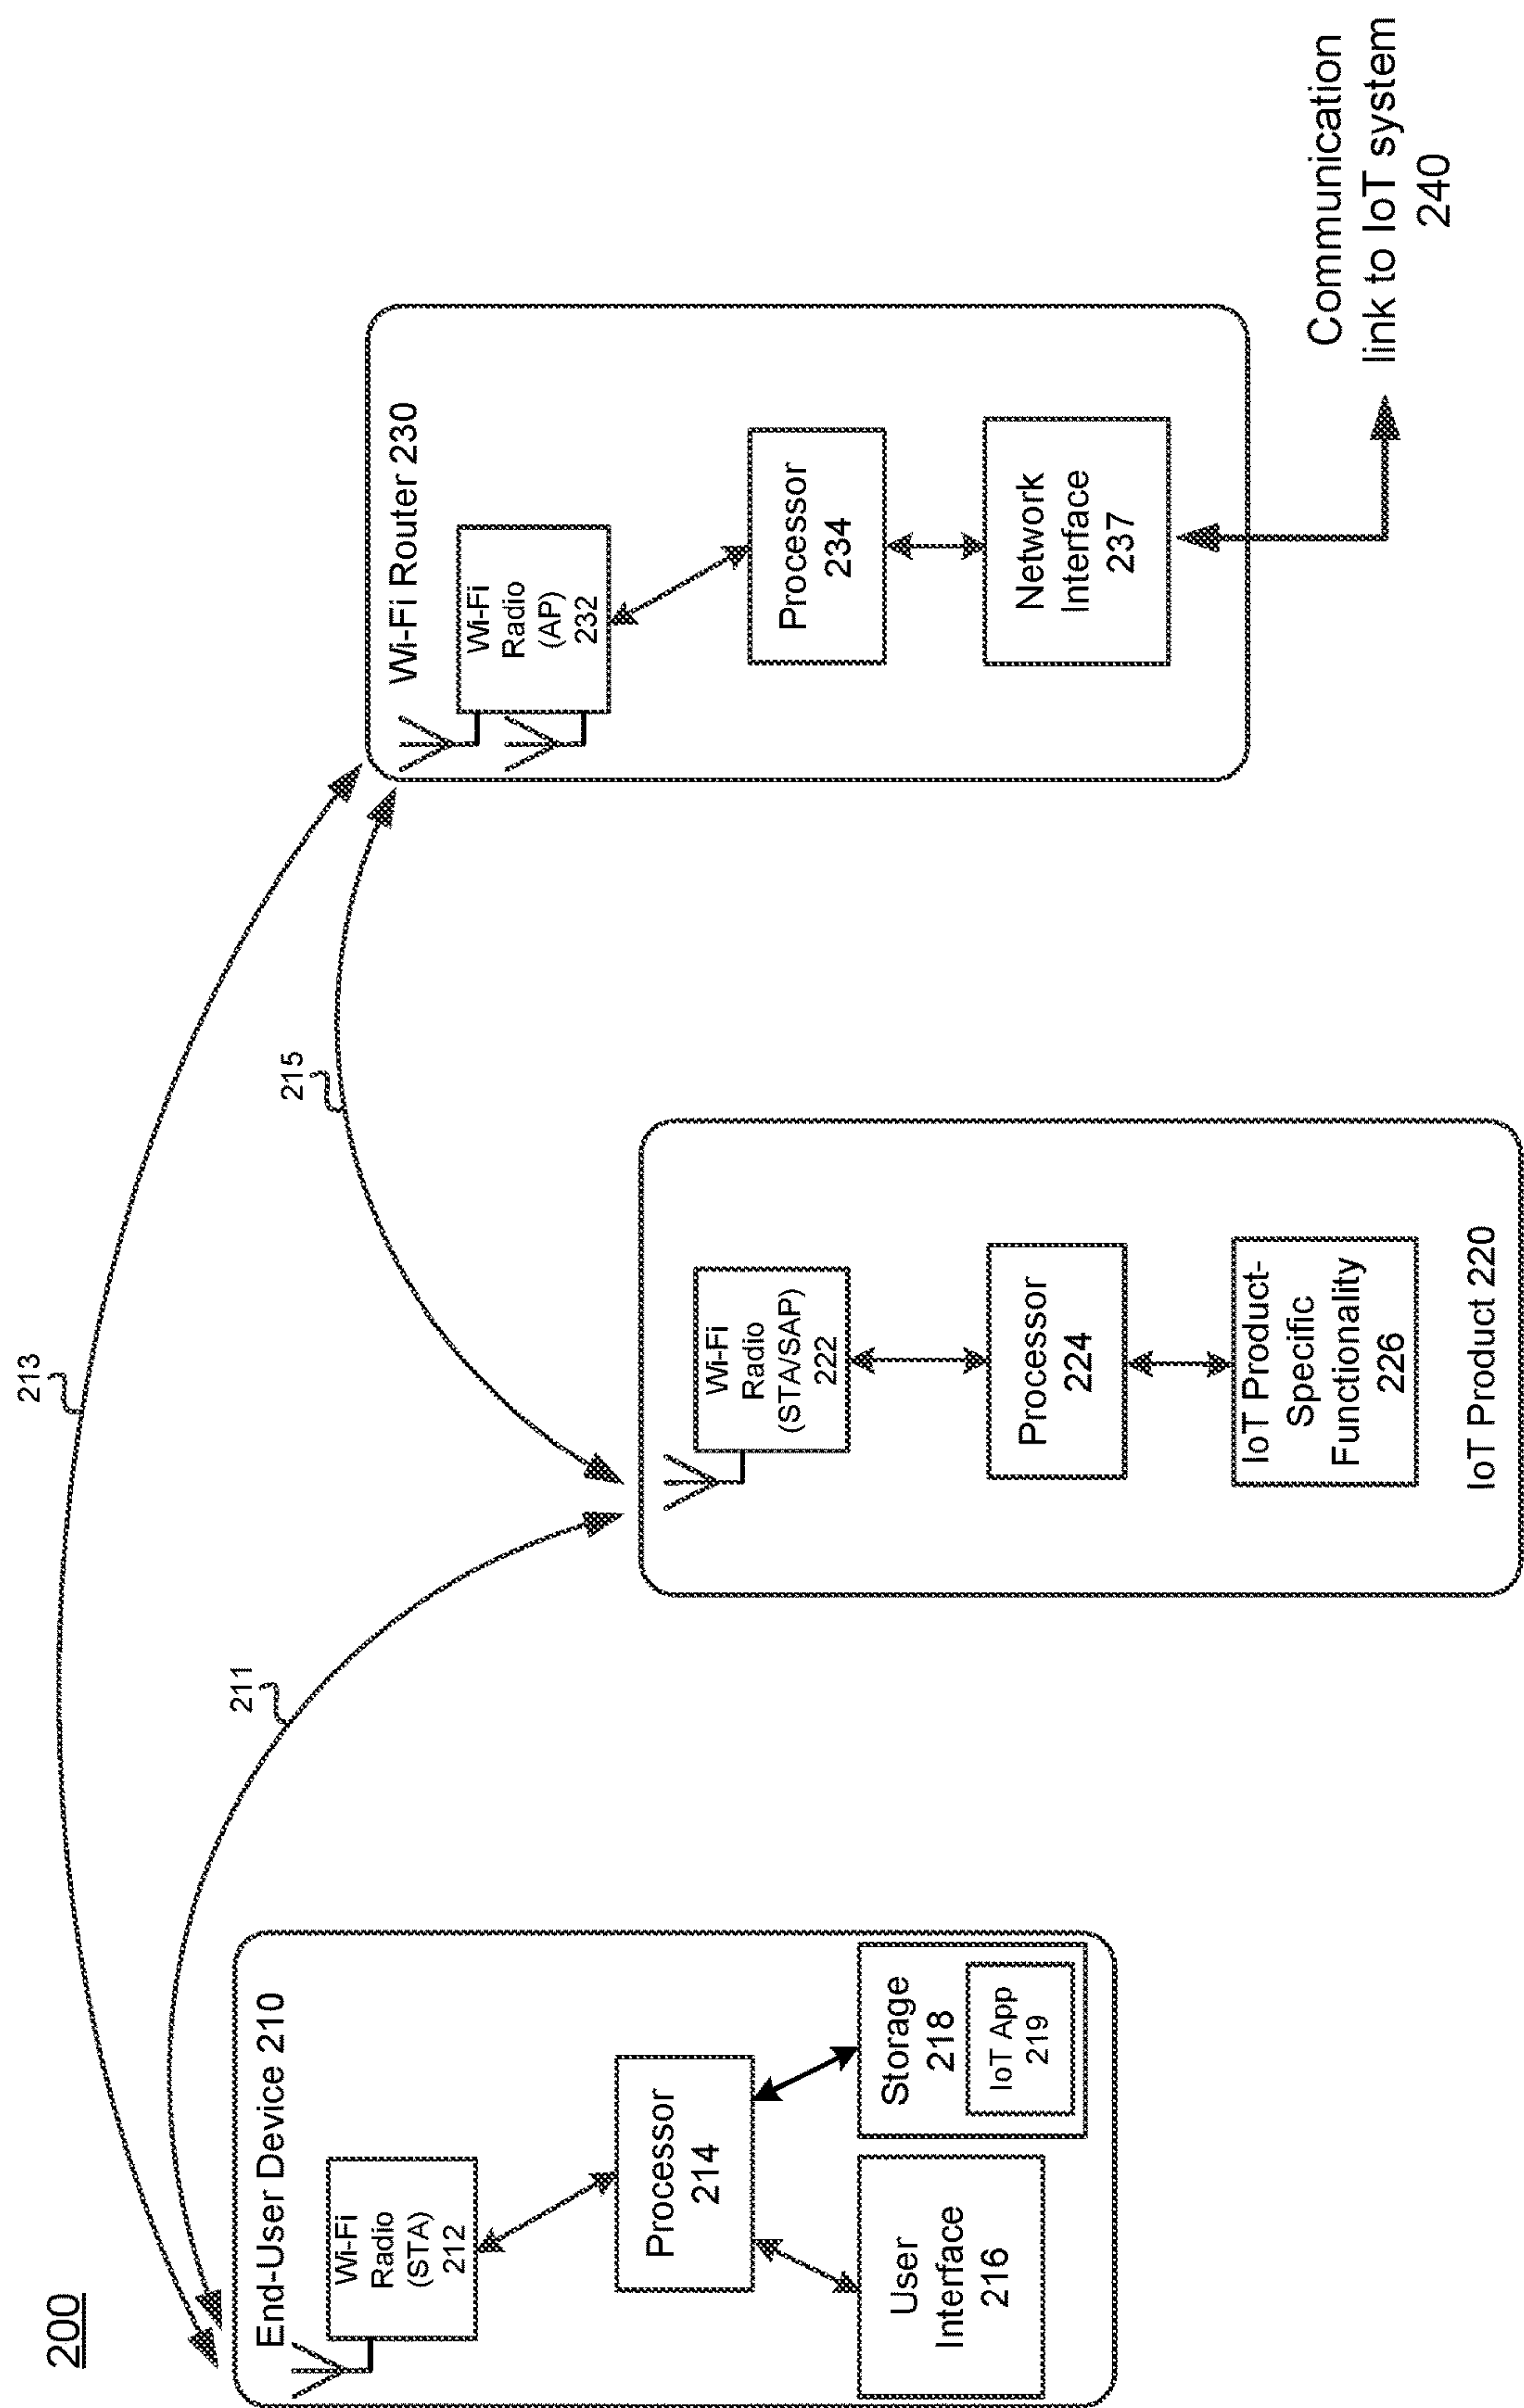 200
213
211
215
End-User Device 210
Wi-Fi
Radio
(STA)
212
Processor
214
User
Interface
216
Storage
218
IoT App
219
Wi-Fi
Radio
(STA/SAP)
222
Processor
224
IoT Product-
Specific
Functionality
226
IoT Product 220
Wi-Fi Router 230
Wi-Fi
Radio
(AP)
232
Processor
234
Network
Interface
237
Communication
link to IoT system
240